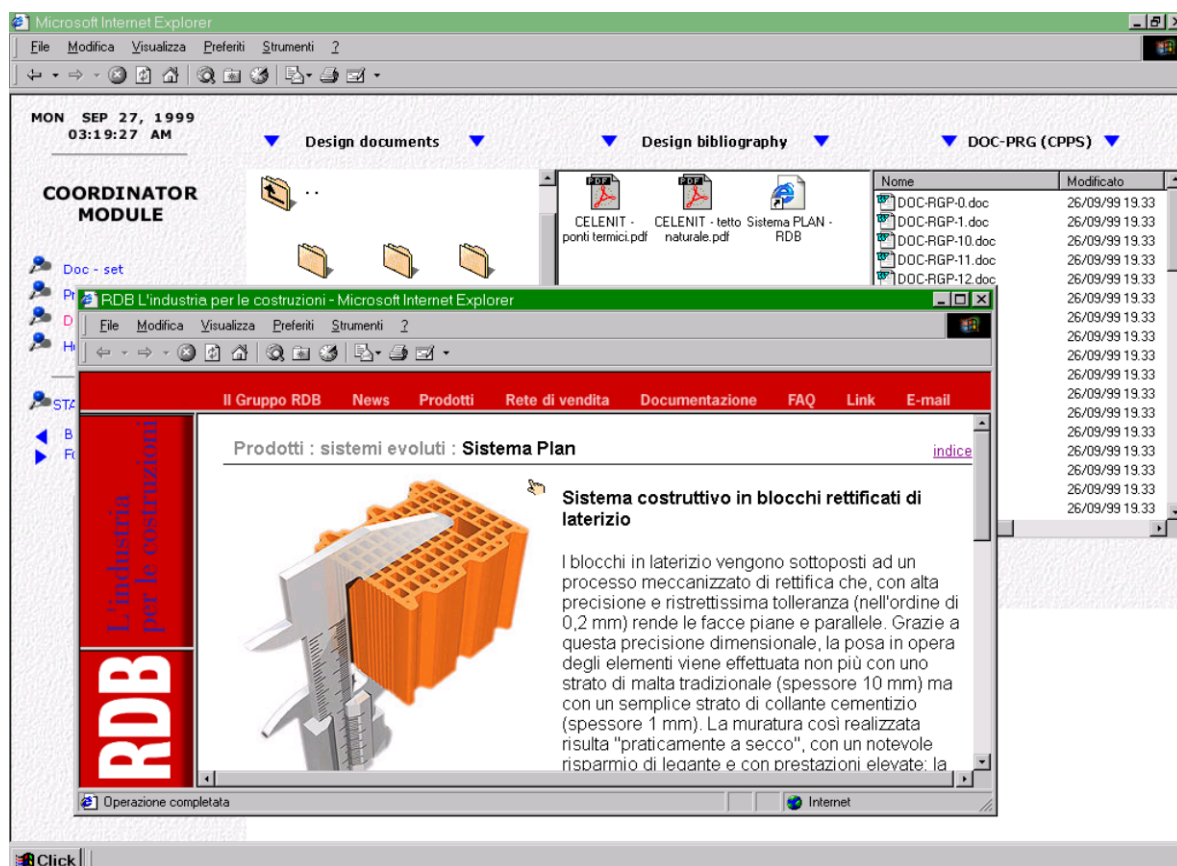 Microsoft Internet Explorer
File Modifica Visualizza Preferiti Strumenti ?
MON SEP 27, 1999
03:19:27 AM
COORDINATOR
MODULE
Doc - set
Pr
D
H
STA
B
Fo
Design documents
Design bibliography
DOC-PRG (CPPS)
..
CELENIT -
ponti termici.pdf
CELENIT - tetto
naturale.pdf
Sistema PLAN -
RDB
Nome Modificato
DOC-RGP-0.doc 26/09/99 19.33
DOC-RGP-1.doc 26/09/99 19.33
DOC-RGP-10.doc 26/09/99 19.33
DOC-RGP-11.doc 26/09/99 19.33
DOC-RGP-12.doc 26/09/99 19.33
26/09/99 19.33
26/09/99 19.33
26/09/99 19.33
26/09/99 19.33
26/09/99 19.33
26/09/99 19.33
26/09/99 19.33
26/09/99 19.33
26/09/99 19.33
26/09/99 19.33
26/09/99 19.33
26/09/99 19.33
RDB L'industria per le costruzioni - Microsoft Internet Explorer
File Modifica Visualizza Preferiti Strumenti ?
Il Gruppo RDB News Prodotti Rete di vendita Documentazione FAQ Link E-mail
L'industria
per le costruzioni
RDB
Prodotti : sistemi evoluti : Sistema Plan
indice
Sistema costruttivo in blocchi rettificati di
laterizio
I blocchi in laterizio vengono sottoposti ad un
processo meccanizzato di rettifica che, con alta
precisione e ristrettissima tolleranza (nell'ordine di
0,2 mm) rende le facce piane e parallele. Grazie a
questa precisione dimensionale, la posa in opera
degli elementi viene effettuata non più con uno
strato di malta tradizionale (spessore 10 mm) ma
con un semplice strato di collante cementizio
(spessore 1 mm). La muratura così realizzata
risulta "praticamente a secco", con un notevole
risparmio di legante e con prestazioni elevate: la
Operazione completata
Internet
Click